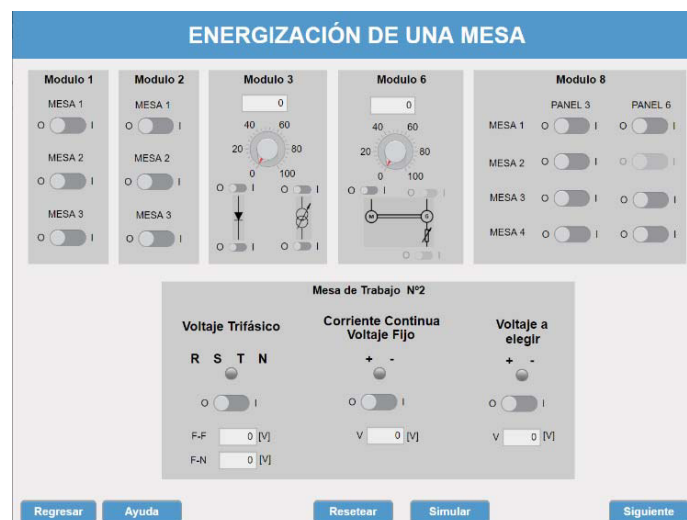 ENERGIZACIÓN DE UNA MESA
Modulo 1
MESA 1
O I
MESA 2
O I
MESA 3
O I
Modulo 2
MESA 1
O I
MESA 2
O I
MESA 3
O I
Modulo 3
0
40 60
20 80
0 100
O I O I
O I O I
Modulo 6
0
40 60
20 80
0 100
O I O I
M G
O I
Modulo 8
PANEL 3 PANEL 6
MESA 1 O I O I
MESA 2 O I O I
MESA 3 O I O I
MESA 4 O I O I
Mesa de Trabajo Nº2
Voltaje Trifásico
R S T N
O I
F-F 0 [V]
F-N 0 [V]
Corriente Continua
Voltaje Fijo
+ -
O I
V 0 [V]
Voltaje a
elegir
+ -
O I
V 0 [V]
Regresar Ayuda Resetear Simular Siguiente